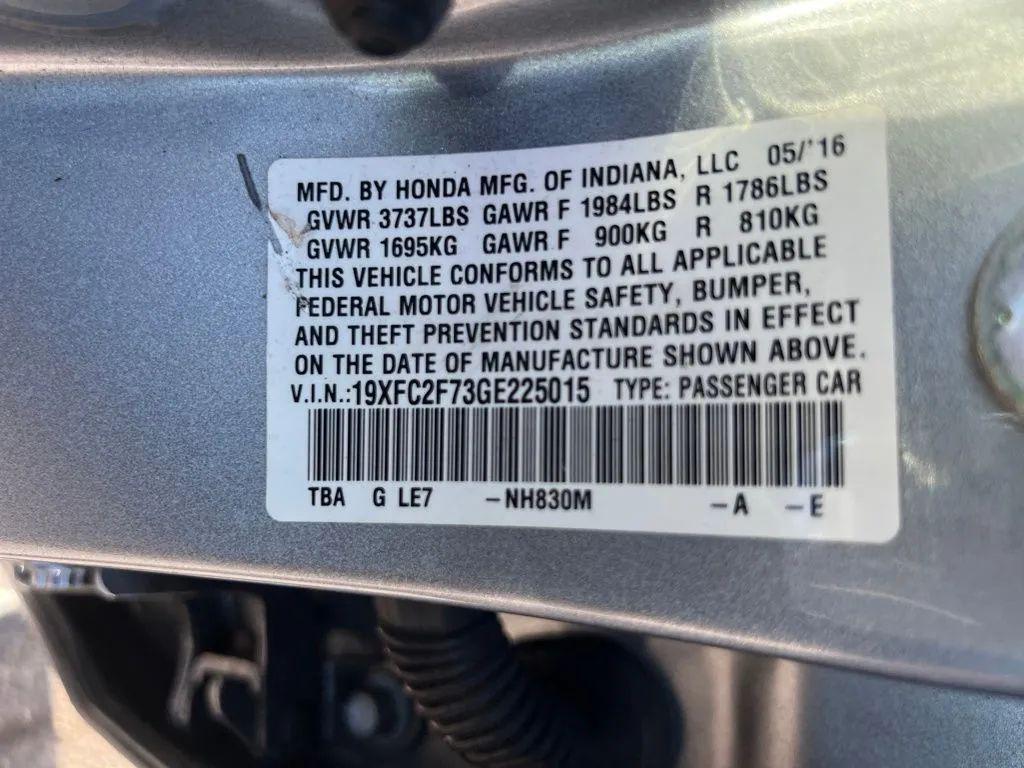 MFD. BY HONDA MFG. OF INDIANA, LLC 05/'16
GVWR 3737LBS GAWR F 1984LBS R 1786LBS
GVWR 1695KG GAWR F 900KG R 810KG
THIS VEHICLE CONFORMS TO ALL APPLICABLE
FEDERAL MOTOR VEHICLE SAFETY, BUMPER,
AND THEFT PREVENTION STANDARDS IN EFFECT
ON THE DATE OF MANUFACTURE SHOWN ABOVE.
V.I.N.:19XFC2F73GE225015 TYPE: PASSENGER CAR
TBA G LE7 -NH830M -A -E